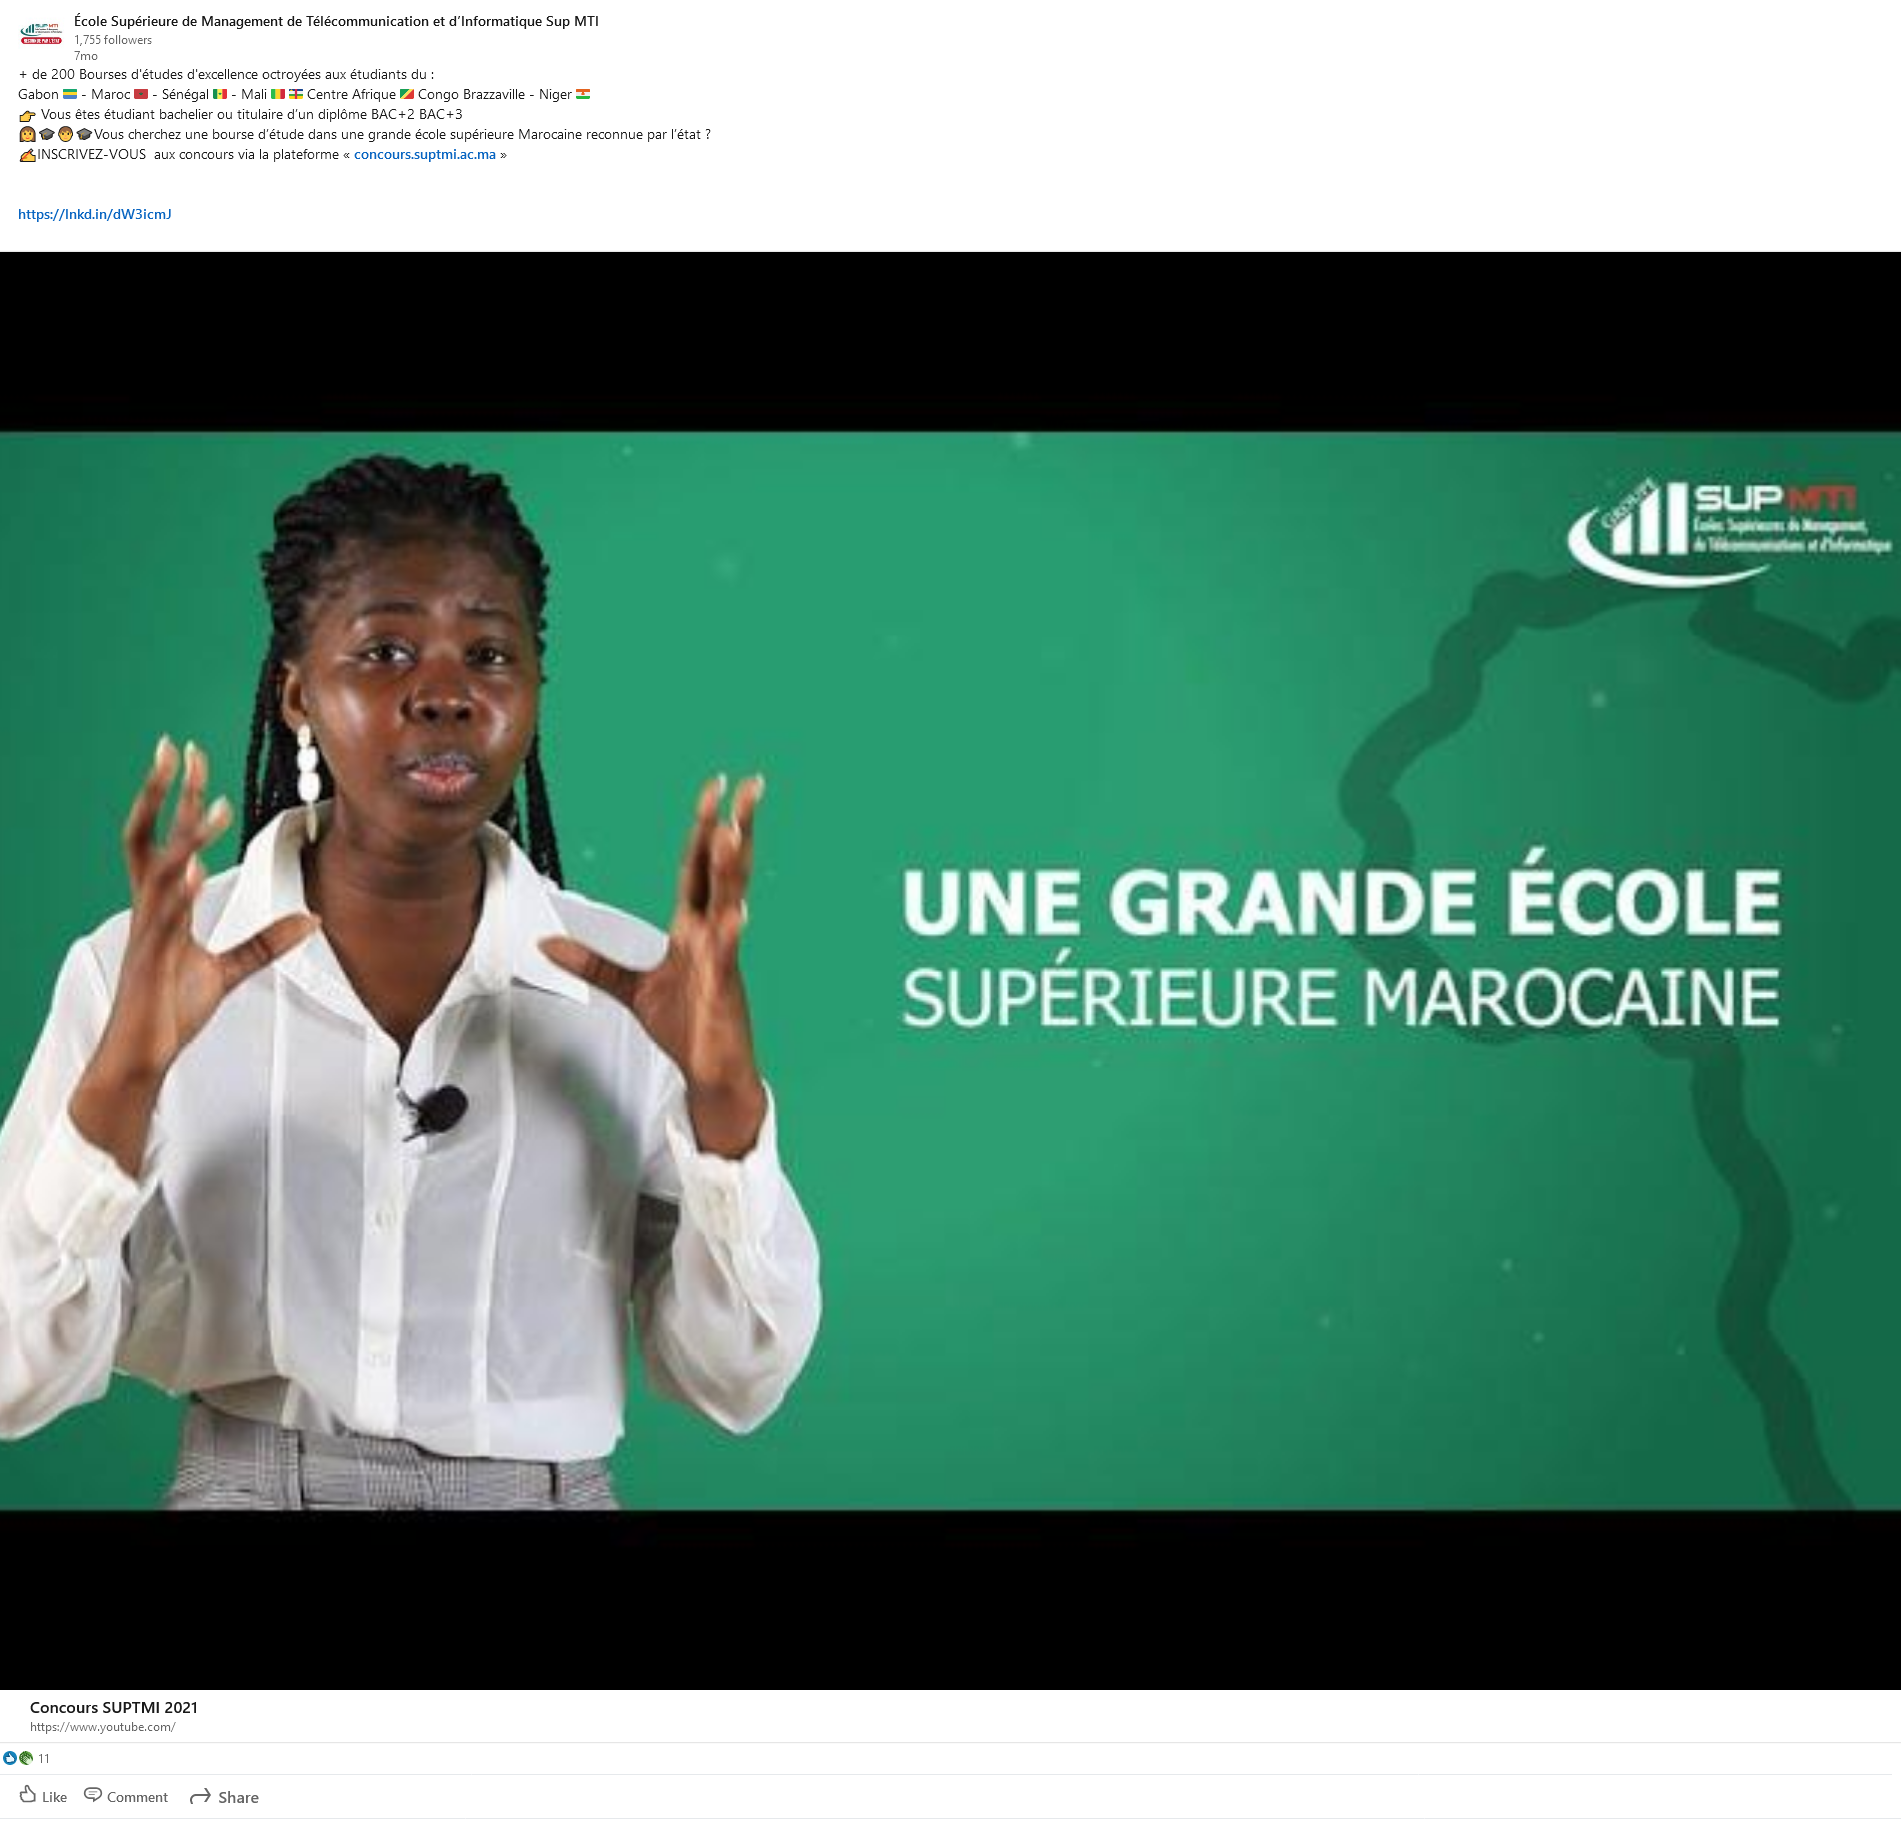 École Supérieure de Management de Télécommunication et d'Informatique Sup MTI
1,755 followers
7mo
+ de 200 Bourses d'études d'excellence octroyées aux étudiants du :
Gabon 🇬🇦 - Maroc 🇲🇦 - Sénégal 🇸🇳 - Mali 🇲🇱 🇨🇫 Centre Afrique 🇨🇬 Congo Brazzaville - Niger 🇳🇪
👉 Vous êtes étudiant bachelier ou titulaire d'un diplôme BAC+2 BAC+3
👩‍🎓👨‍🎓Vous cherchez une bourse d'étude dans une grande école supérieure Marocaine reconnue par l'état ?
✍️INSCRIVEZ-VOUS  aux concours via la plateforme « concours.suptmi.ac.ma »
https://lnkd.in/dW3icmJ
GROUPE SUP MTI
Écoles Supérieures de Management,
de Télécommunications et d'Informatique
UNE GRANDE ÉCOLE
SUPÉRIEURE MAROCAINE
Concours SUPTMI 2021
https://www.youtube.com/
11
Like Comment Share